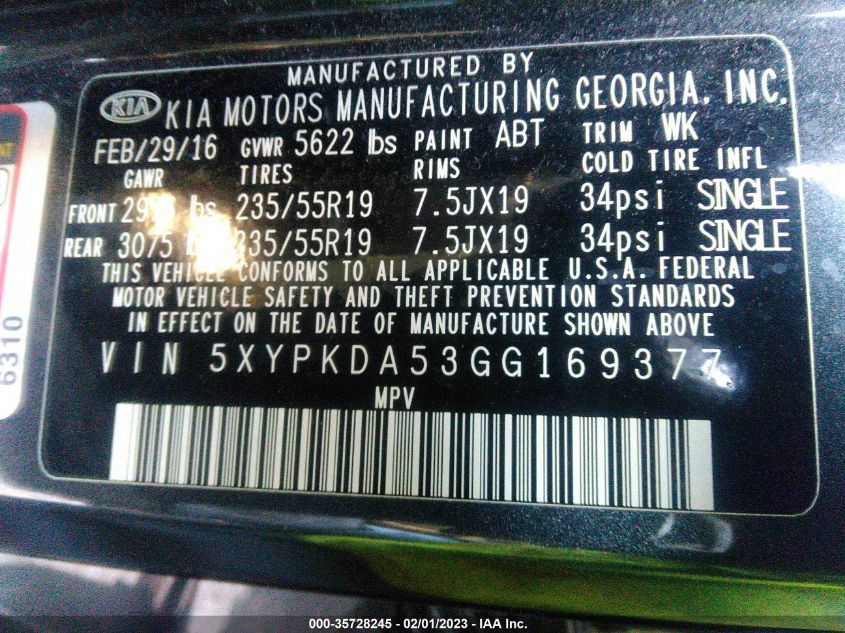 MANUFACTURED BY
KIA KIA MOTORS MANUFACTURING GEORGIA, INC.
FEB/29/16 GVWR 5622 lbs PAINT ABT TRIM WK
GAWR TIRES RIMS COLD TIRE INFL
FRONT lbs 235/55R19 7.5JX19 34psi SINGLE
REAR 3075 235/55R19 7.5JX19 34psi SINGLE
THIS VEHICLE CONFORMS TO ALL APPLICABLE U.S.A. FEDERAL
MOTOR VEHICLE SAFETY AND THEFT PREVENTION STANDARDS
IN EFFECT ON THE DATE OF MANUFACTURE SHOWN ABOVE
VIN 5XYPKDA53GG169377
MPV
6310
000-35728245 - 02/01/2023 - GG169377